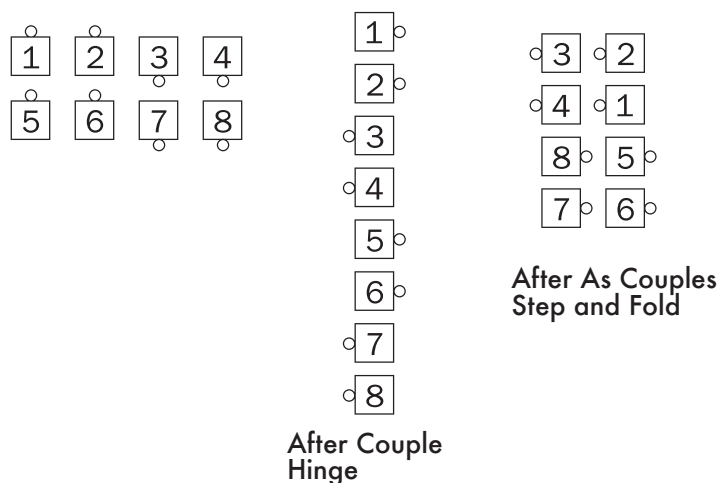 1 2 3 4
5 6 7 8
1
2
3
4
5
6
7
8
After Couple
Hinge
3 2
4 1
8 5
7 6
After As Couples
Step and Fold